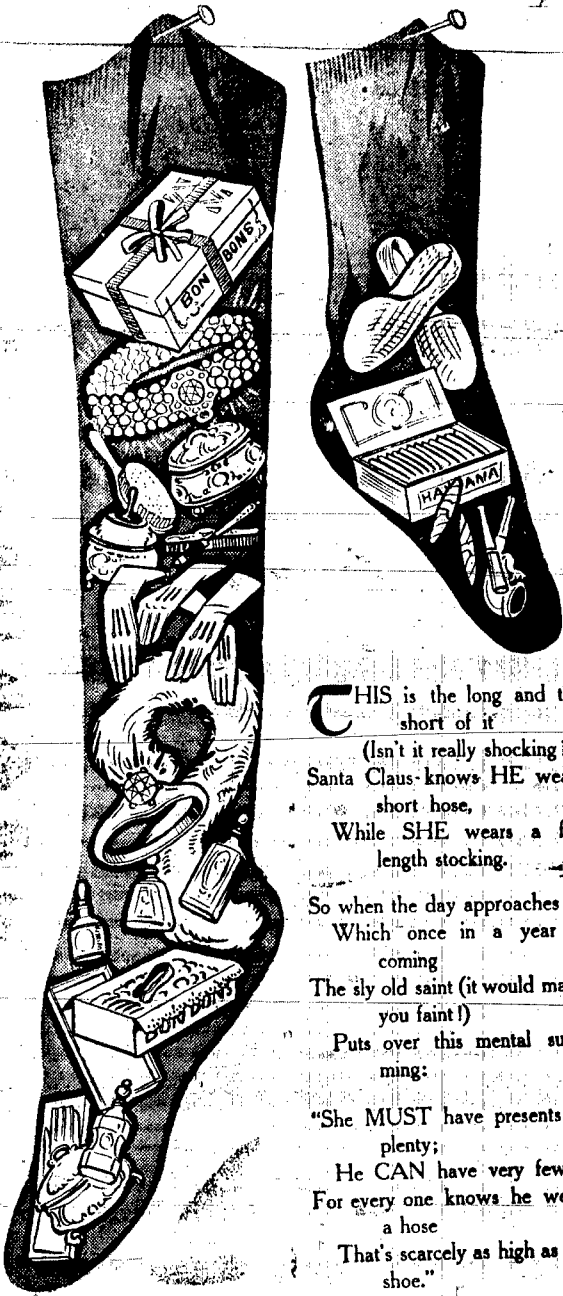 BON BONS
HAVANA
THIS is the long and t
short of it
(Isn't it really shocking
Santa Claus knows HE wea
short hose,
While SHE wears a f
length stocking.
So when the day approaches
Which once in a year
coming
The sly old saint (it would ma
you faint!)
Puts over this mental su
ming:
"She MUST have presents
plenty;
He CAN have very few
For every one knows he we
a hose
That's scarcely as high as
shoe."